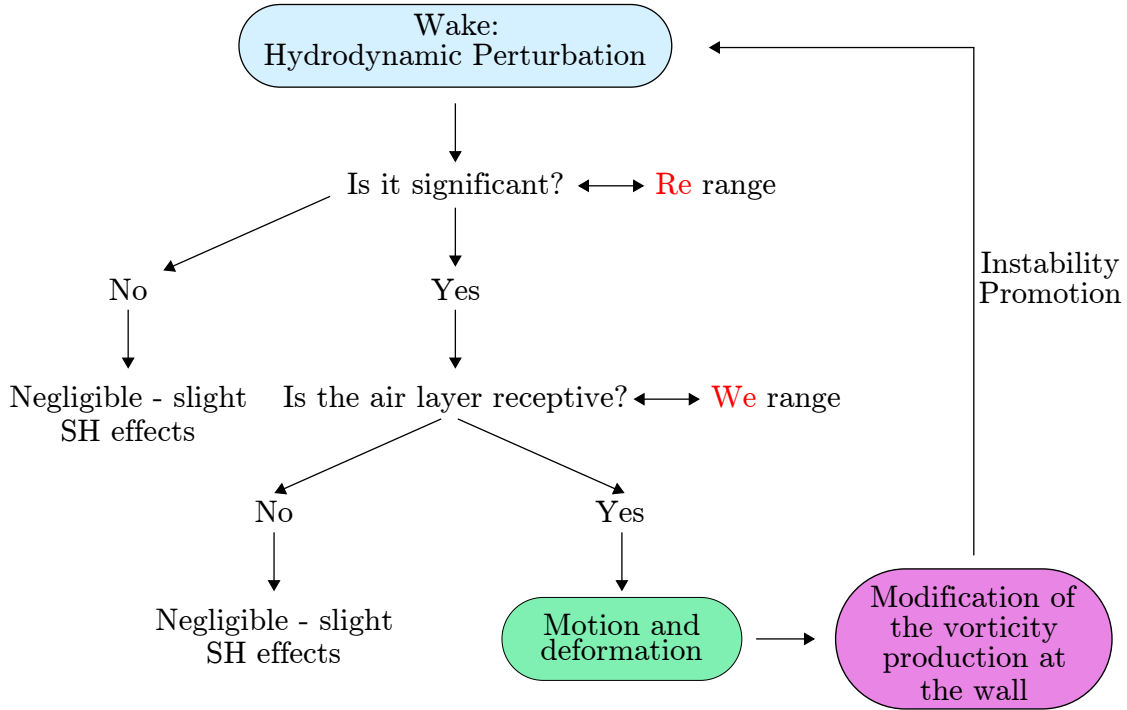 Wake:
Hydrodynamic Perturbation
Is it significant?
Re range
No
Yes
Instability
Promotion
Negligible - slight
SH effects
Is the air layer receptive?
We range
No
Yes
Negligible - slight
SH effects
Motion and
deformation
Modification of
the vorticity
production at
the wall